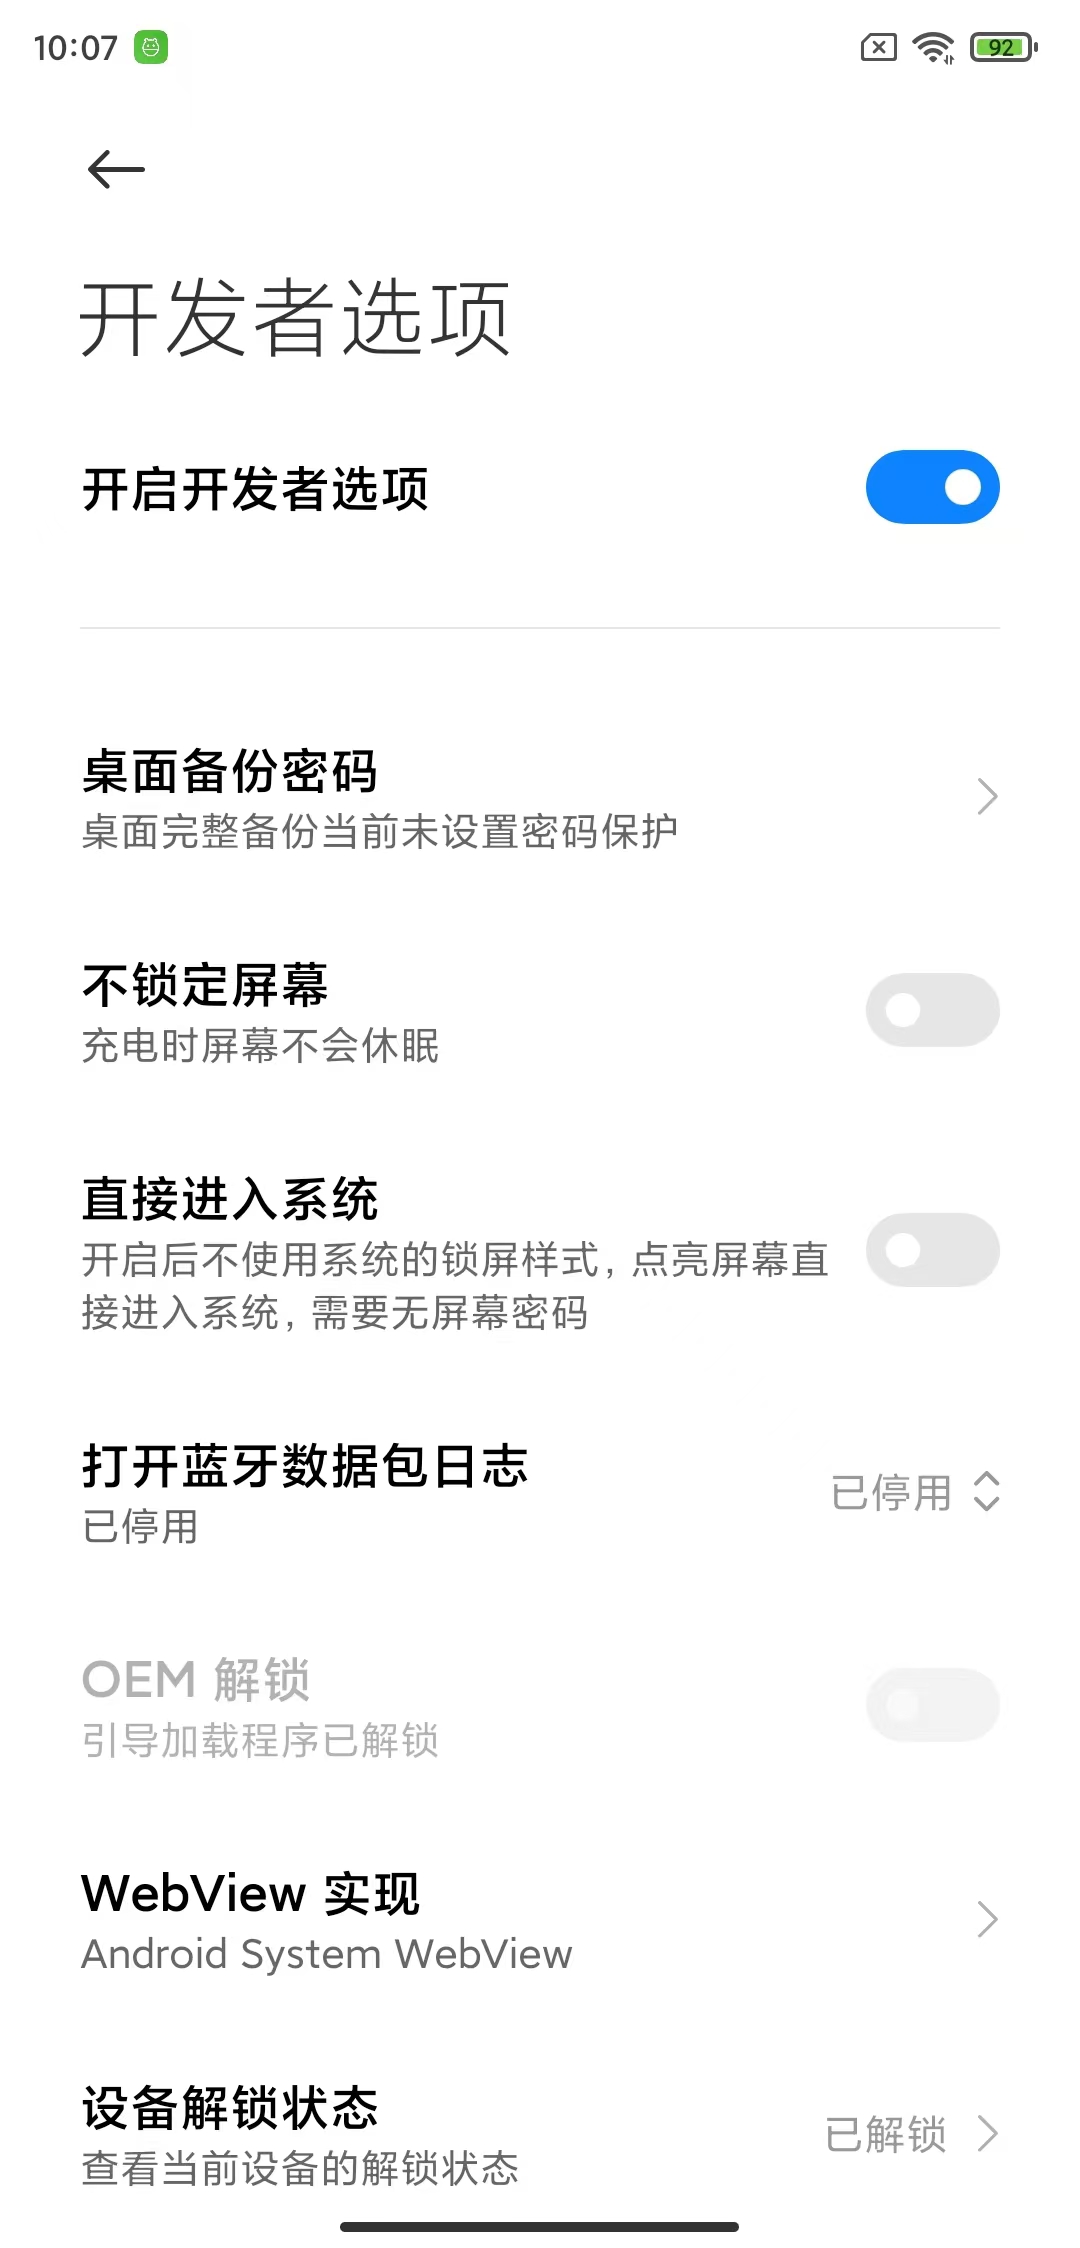 10:07
92
开发者选项
开启开发者选项
桌面备份密码
桌面完整备份当前未设置密码保护
不锁定屏幕
充电时屏幕不会休眠
直接进入系统
开启后不使用系统的锁屏样式，点亮屏幕直
接进入系统，需要无屏幕密码
打开蓝牙数据包日志
已停用
已停用
OEM 解锁
引导加载程序已解锁
WebView 实现
Android System WebView
设备解锁状态
查看当前设备的解锁状态
已解锁